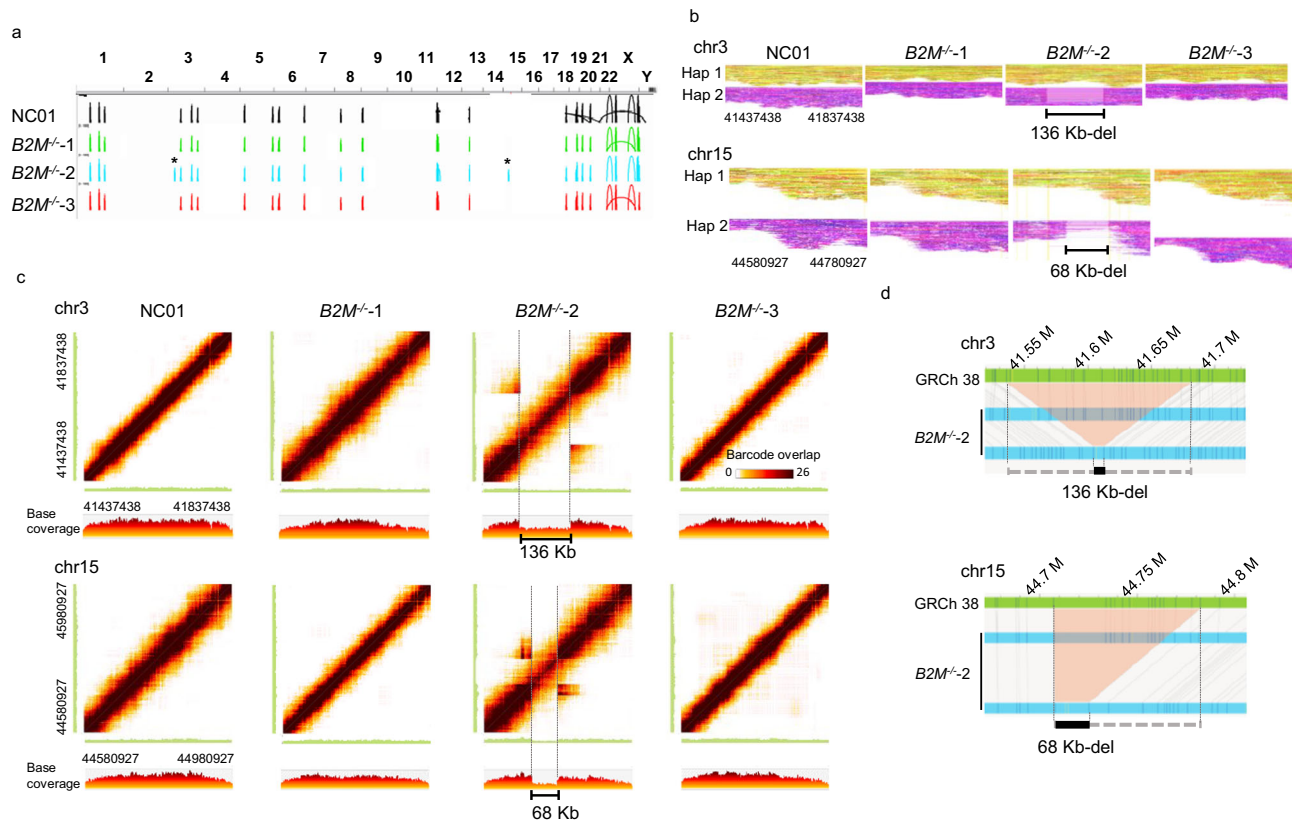 a
1 3 5 6 7 8 9 11 13 15 19 21 X
2 4 10 12 14 16 18 20 22 Y
NC01
B2M-/--1
* *
B2M-/--2
B2M-/--3
b
chr3 NC01 B2M-/--1 B2M-/--2 B2M-/--3
Hap 1
Hap 2
41437438 41837438
136 Kb-del
chr15
Hap 1
Hap 2
44580927 44780927
68 Kb-del
c
chr3 NC01 B2M-/--1 B2M-/--2 B2M-/--3
41837438
41437438
Barcode overlap
0 26
41437438 41837438
Base
coverage
136 Kb
chr15
45980927
44580927
44580927 44980927
Base
coverage
68 Kb
d
chr3
41.55 M 41.6 M 41.65 M 41.7 M
GRCh 38
B2M-/--2
136 Kb-del
chr15
44.7 M 44.75 M 44.8 M
GRCh 38
B2M-/--2
68 Kb-del